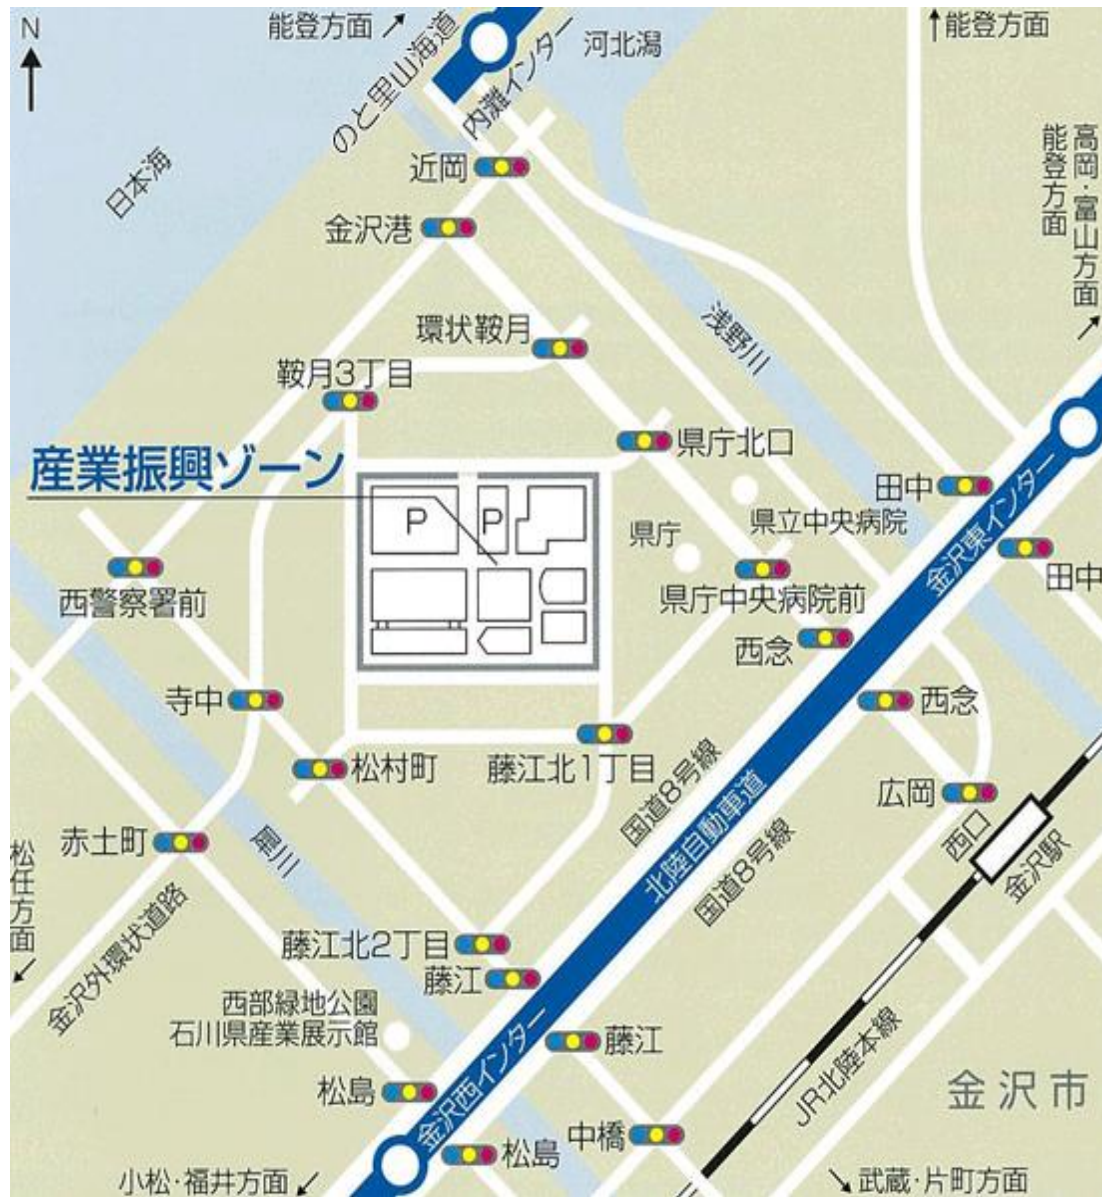 N
能登方面
のと里山海道
内灘インター
河北潟
能登方面
高岡・富山方面
能登方面
日本海
近岡
金沢港
浅野川
環状鞍月
鞍月3丁目
県庁北口
産業振興ゾーン
P
P
田中
県立中央病院
県庁
金沢東インター
田中
西警察署前
県庁中央病院前
西念
寺中
西念
松村町
藤江北1丁目
国道8号線
北陸自動車道
国道8号線
広岡
西口
金沢駅
赤土町
犀川
松任方面
金沢外環状道路
藤江北2丁目
藤江
西部緑地公園
石川県産業展示館
藤江
金沢西インター
JR北陸本線
松島
金沢市
中橋
松島
小松・福井方面
武蔵・片町方面